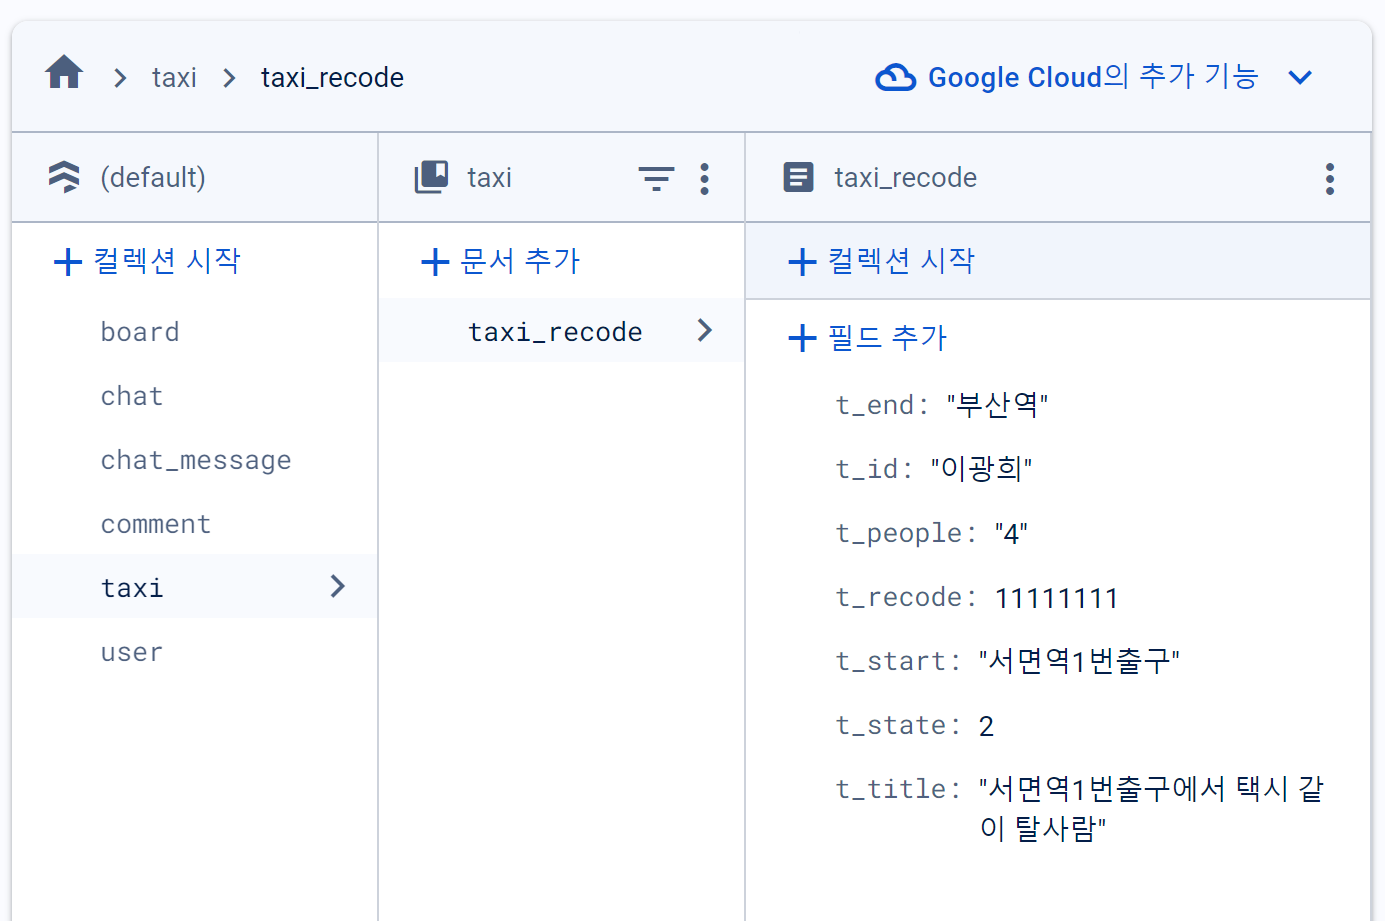 taxi
taxi_recode
Google Cloud의 추가 기능
(default)
taxi
taxi_recode
컬렉션 시작
문서 추가
컬렉션 시작
board
taxi_recode
필드 추가
chat
t_end: "부산역"
chat_message
t_id: "이광희"
comment
t_people: "4"
taxi
t_recode: 11111111
user
t_start: "서면역1번출구"
t_state: 2
t_title: "서면역1번출구에서 택시 같
이 탈사람"